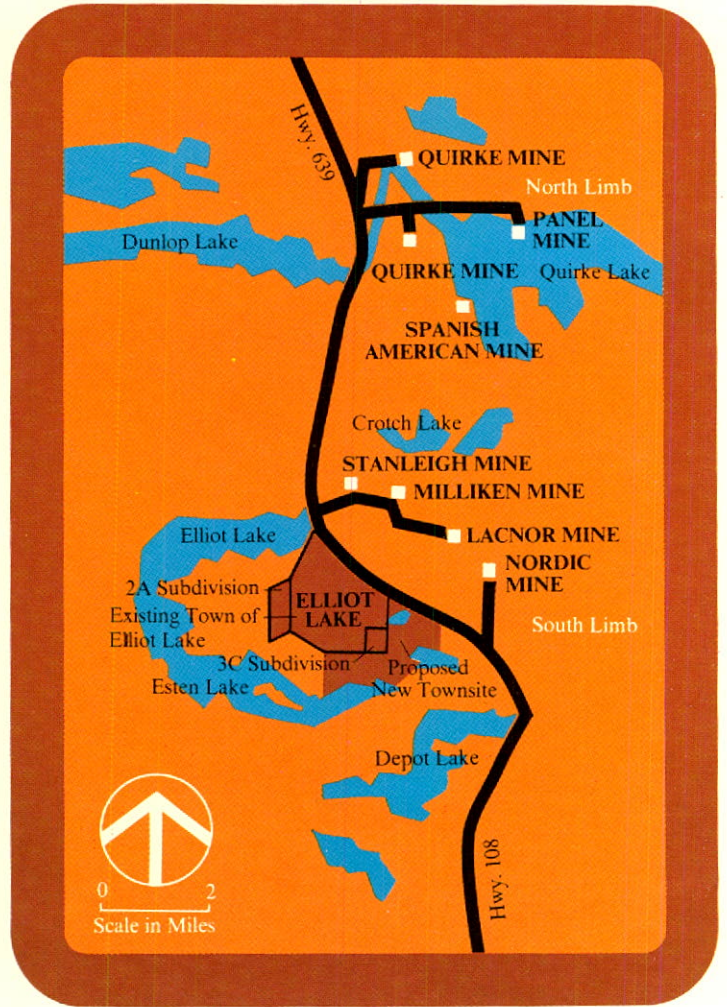 Hwy. 639
QUIRKE MINE
North Limb
PANEL
MINE
Dunlop Lake
QUIRKE MINE
Quirke Lake
SPANISH
AMERICAN MINE
Crotch Lake
STANLEIGH MINE
MILLIKEN MINE
Elliot Lake
LACNOR MINE
NORDIC
MINE
2A Subdivision
ELLIOT
LAKE
Existing Town of
Elliot Lake
South Limb
3C Subdivision
Proposed
New Townsite
Esten Lake
Depot Lake
Hwy. 108
0 2
Scale in Miles